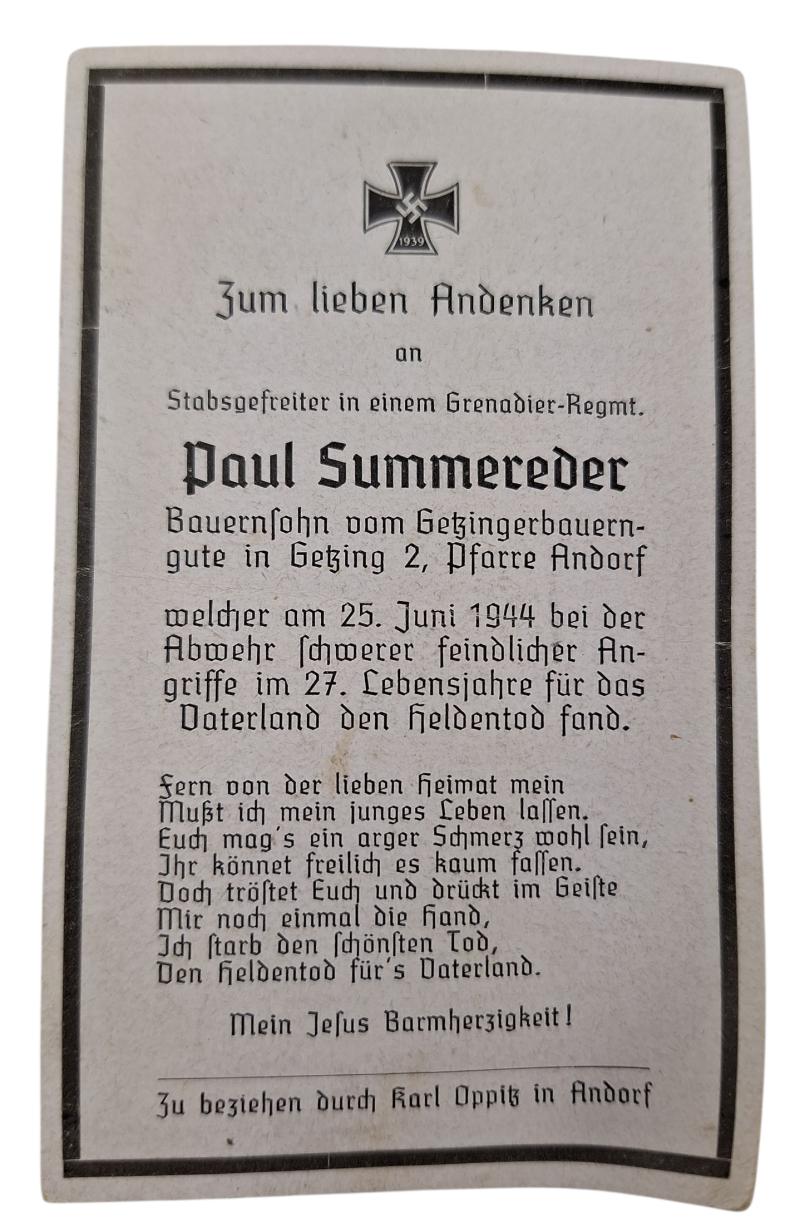 1939
Zum lieben Andenken
an
Stabsgefreiter in einem Grenadier-Regmt.
Paul Summereder
Bauernſohn vom Getzingerbauern-
gute in Getzing 2, Pfarre Andorf
welcher am 25. Juni 1944 bei der
Abwehr ſchwerer feindlicher An-
griffe im 27. Lebensjahre für das
Vaterland den Heldentod fand.
Fern von der lieben Heimat mein
Mußt ich mein junges Leben laſſen.
Euch mag's ein arger Schmerz wohl ſein,
Ihr könnet freilich es kaum faſſen.
Doch tröſtet Euch und drückt im Geiſte
Mir noch einmal die Hand,
Ich ſtarb den ſchönſten Tod,
Den Heldentod für's Vaterland.
Mein Jeſus Barmherzigkeit!
Zu beziehen durch Karl Oppitz in Andorf